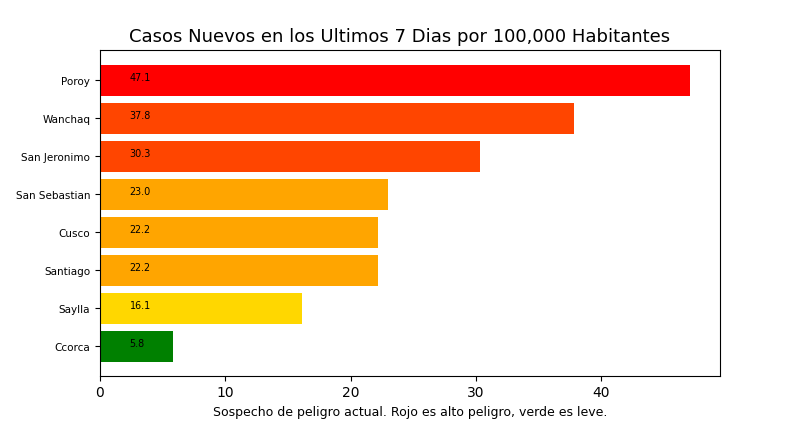 Casos Nuevos en los Ultimos 7 Dias por 100,000 Habitantes
Poroy 47.1
Wanchaq 37.8
San Jeronimo 30.3
San Sebastian 23.0
Cusco 22.2
Santiago 22.2
Saylla 16.1
Ccorca 5.8
0 10 20 30 40
Sospecho de peligro actual. Rojo es alto peligro, verde es leve.